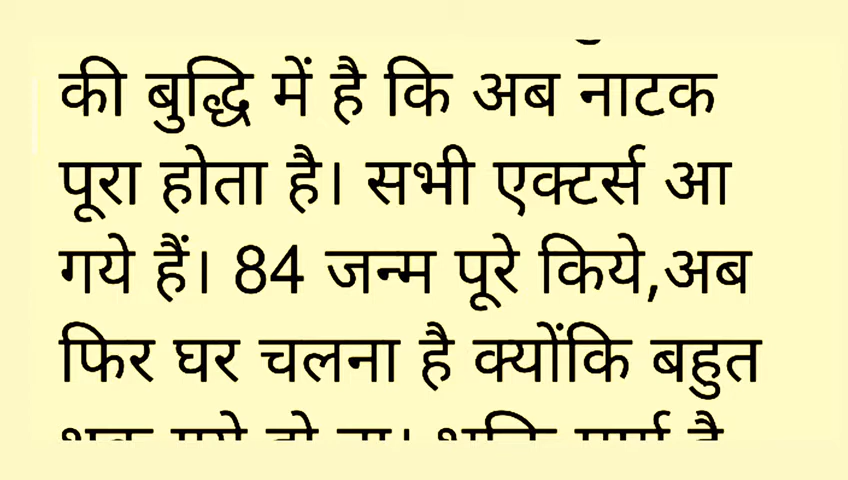 की बुद्धि में है कि अब नाटक
पूरा होता है। सभी एक्टर्स आ
गये हैं। 84 जन्म पूरे किये,अब
फिर घर चलना है क्योंकि बहुत